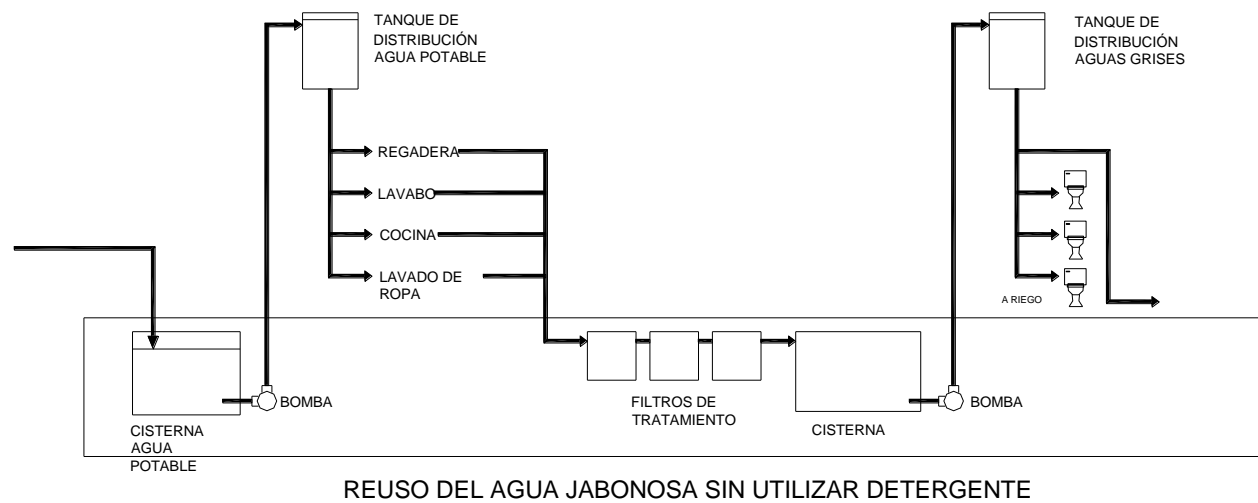 TANQUE DE
DISTRIBUCIÓN
AGUA POTABLE
TANQUE DE
DISTRIBUCIÓN
AGUAS GRISES
REGADERA
LAVABO
COCINA
LAVADO DE
ROPA
A RIEGO
BOMBA
CISTERNA
AGUA
POTABLE
FILTROS DE
TRATAMIENTO
CISTERNA
BOMBA
REUSO DEL AGUA JABONOSA SIN UTILIZAR DETERGENTE